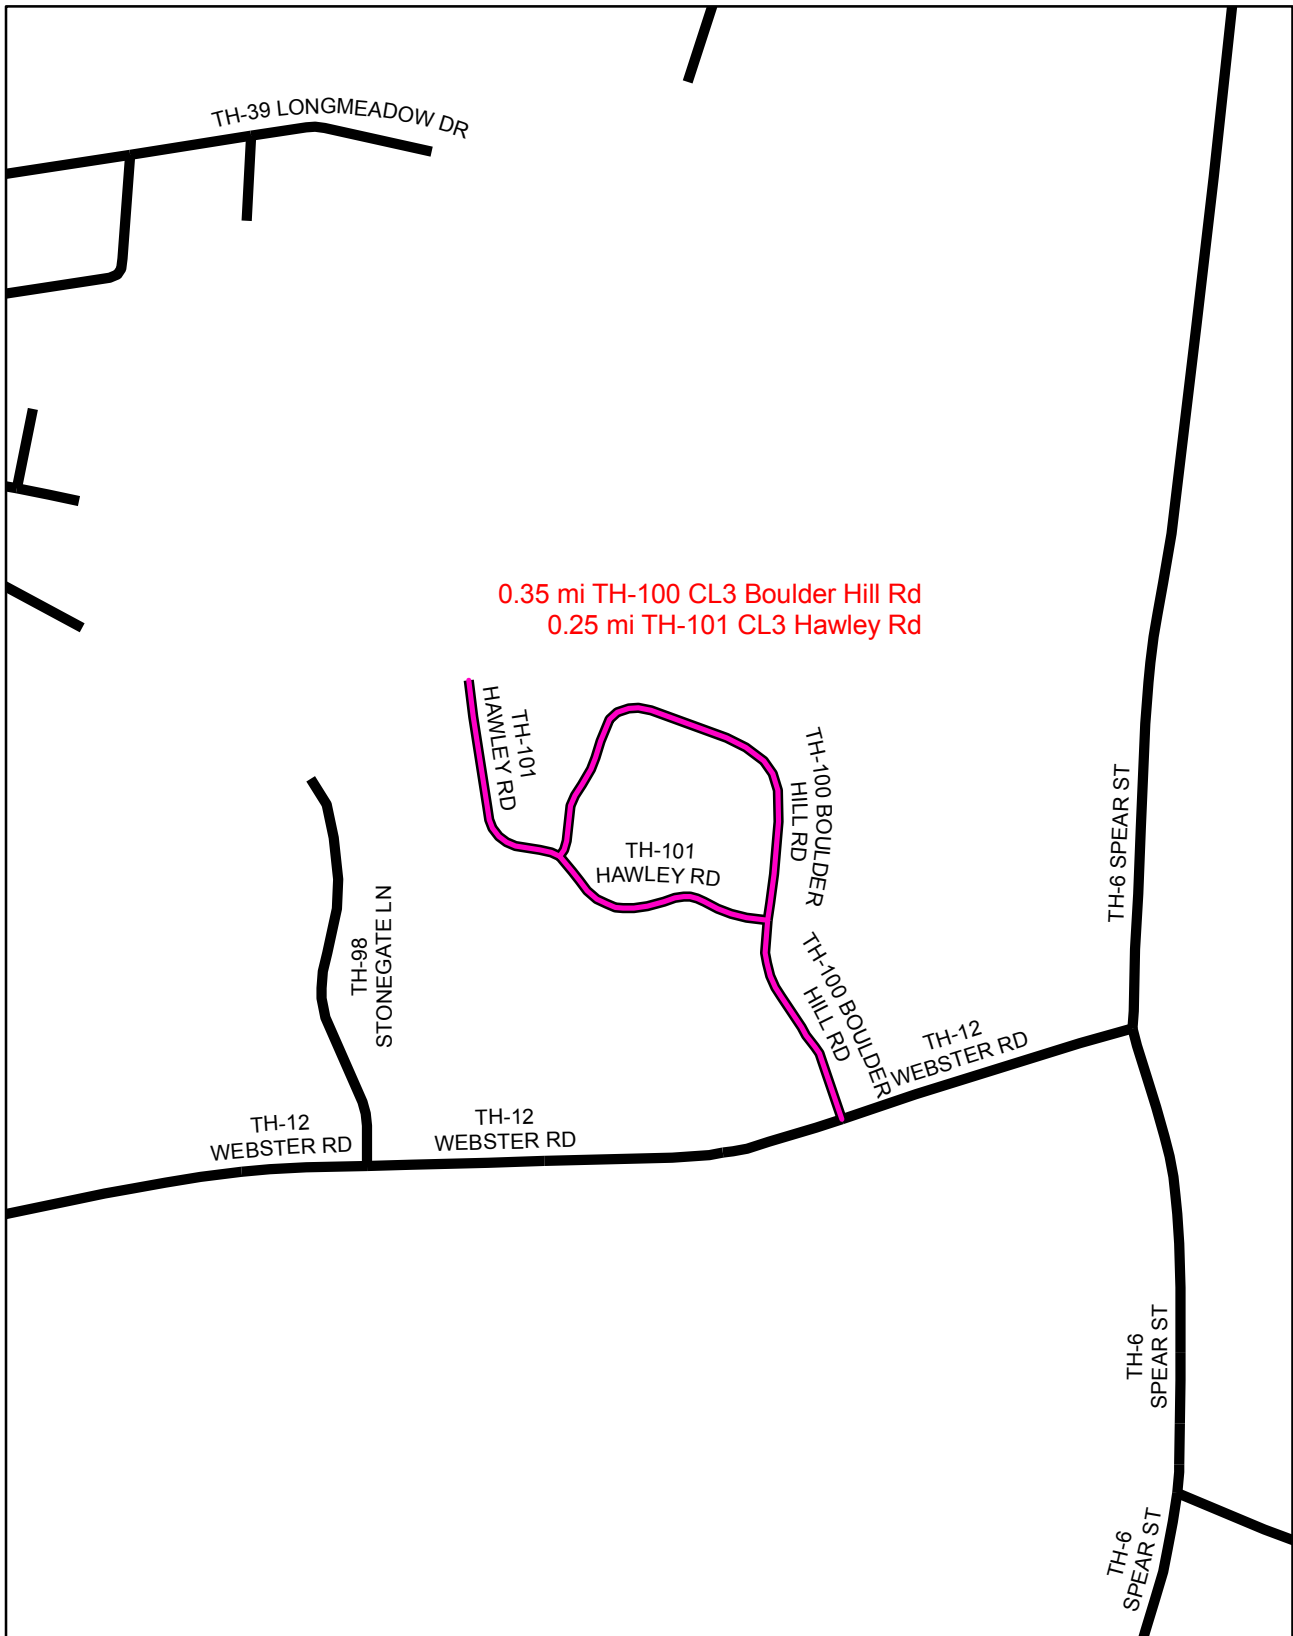 TH-39 LONGMEADOW DR
0.35 mi TH-100 CL3 Boulder Hill Rd
0.25 mi TH-101 CL3 Hawley Rd
TH-101
HAWLEY RD
TH-100 BOULDER
HILL RD
TH-101
HAWLEY RD
TH-6 SPEAR ST
TH-98
STONEGATE LN
TH-100 BOULDER
HILL RD
TH-12
WEBSTER RD
TH-12
WEBSTER RD
TH-12
WEBSTER RD
TH-6
SPEAR ST
TH-6
SPEAR ST